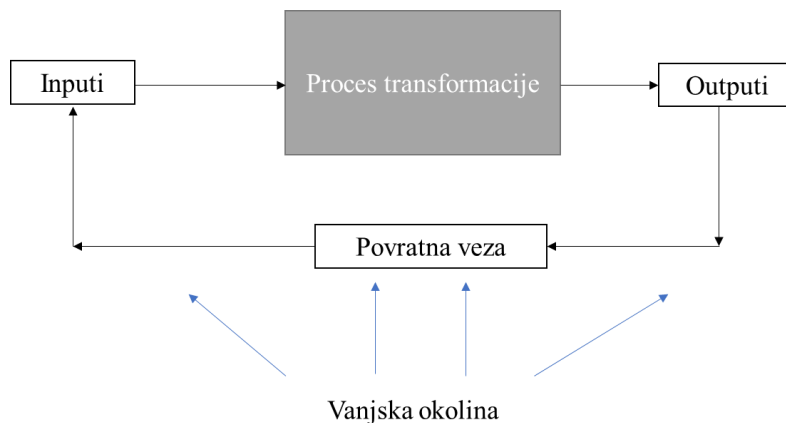 Inputi
Proces transformacije
Outputi
Povratna veza
Vanjska okolina